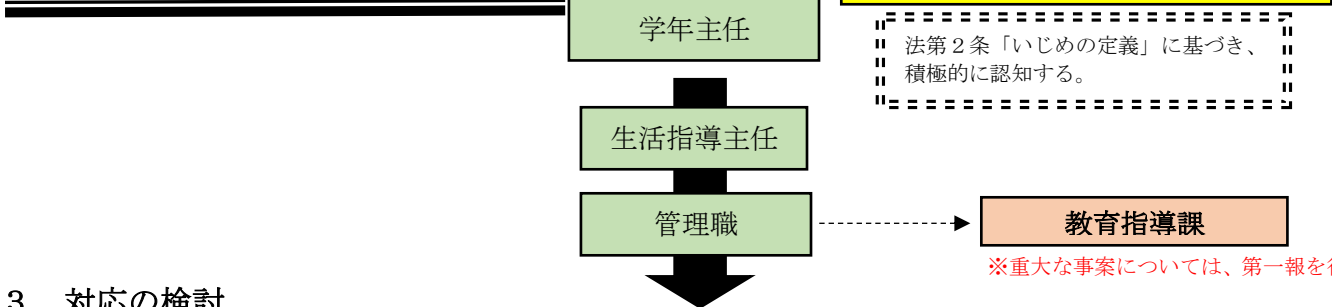 学年主任
法第２条「いじめの定義」に基づき、
積極的に認知する。
生活指導主任
管理職
教育指導課
※重大な事案については、第一報を
３　対応の検討